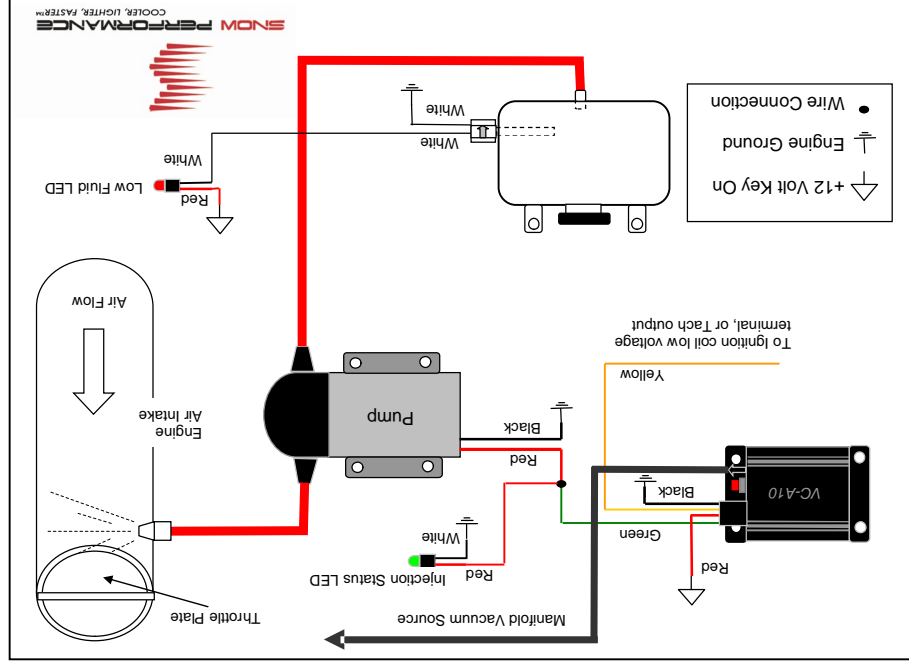 Manifold Vacuum Source
Throttle Plate
Red
Red
Injection Status LED
Green
White
VC-A10
Black
Red
Black
Pump
Engine
Air Intake
Yellow
To Ignition coil low voltage
terminal, or Tach output
Air Flow
+12 Volt Key On
Engine Ground
Wire Connection
Red
Low Fluid LED
White
White
White
SNOW PERFORMANCE
COOLER, LIGHTER, FASTER™